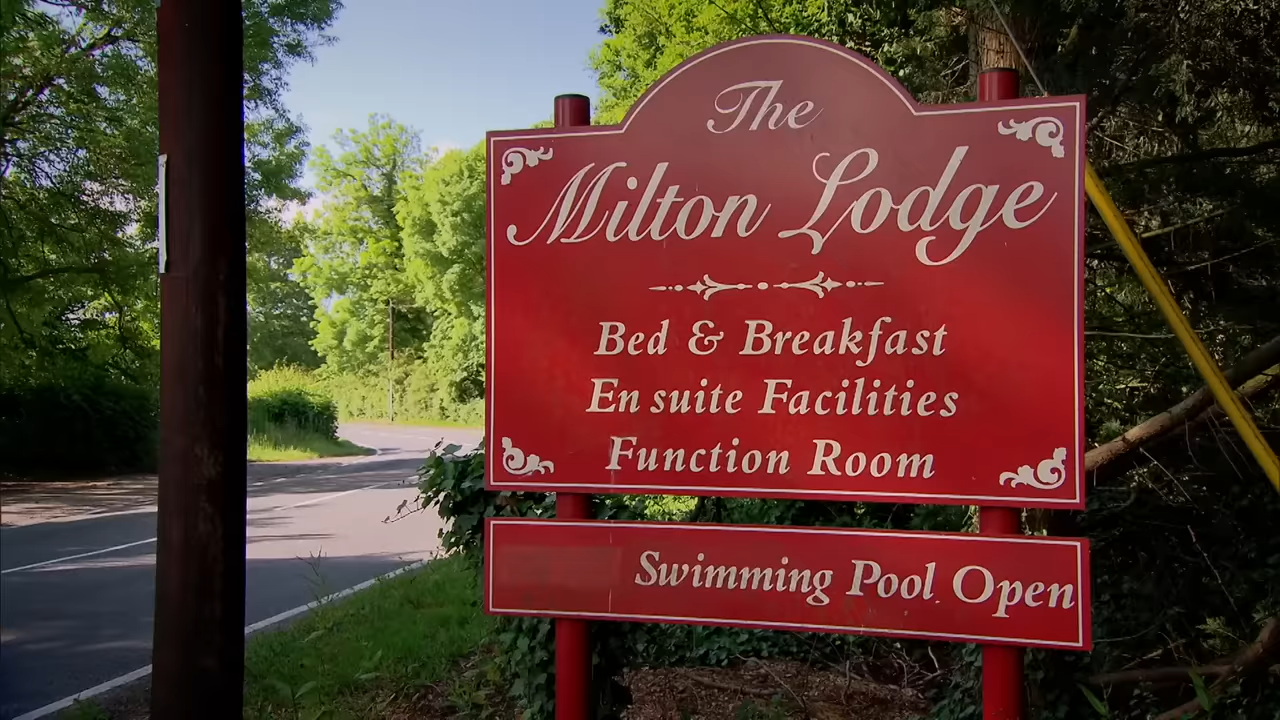 The
Milton Lodge
Bed & Breakfast
En suite Facilities
Function Room
Swimming Pool Open